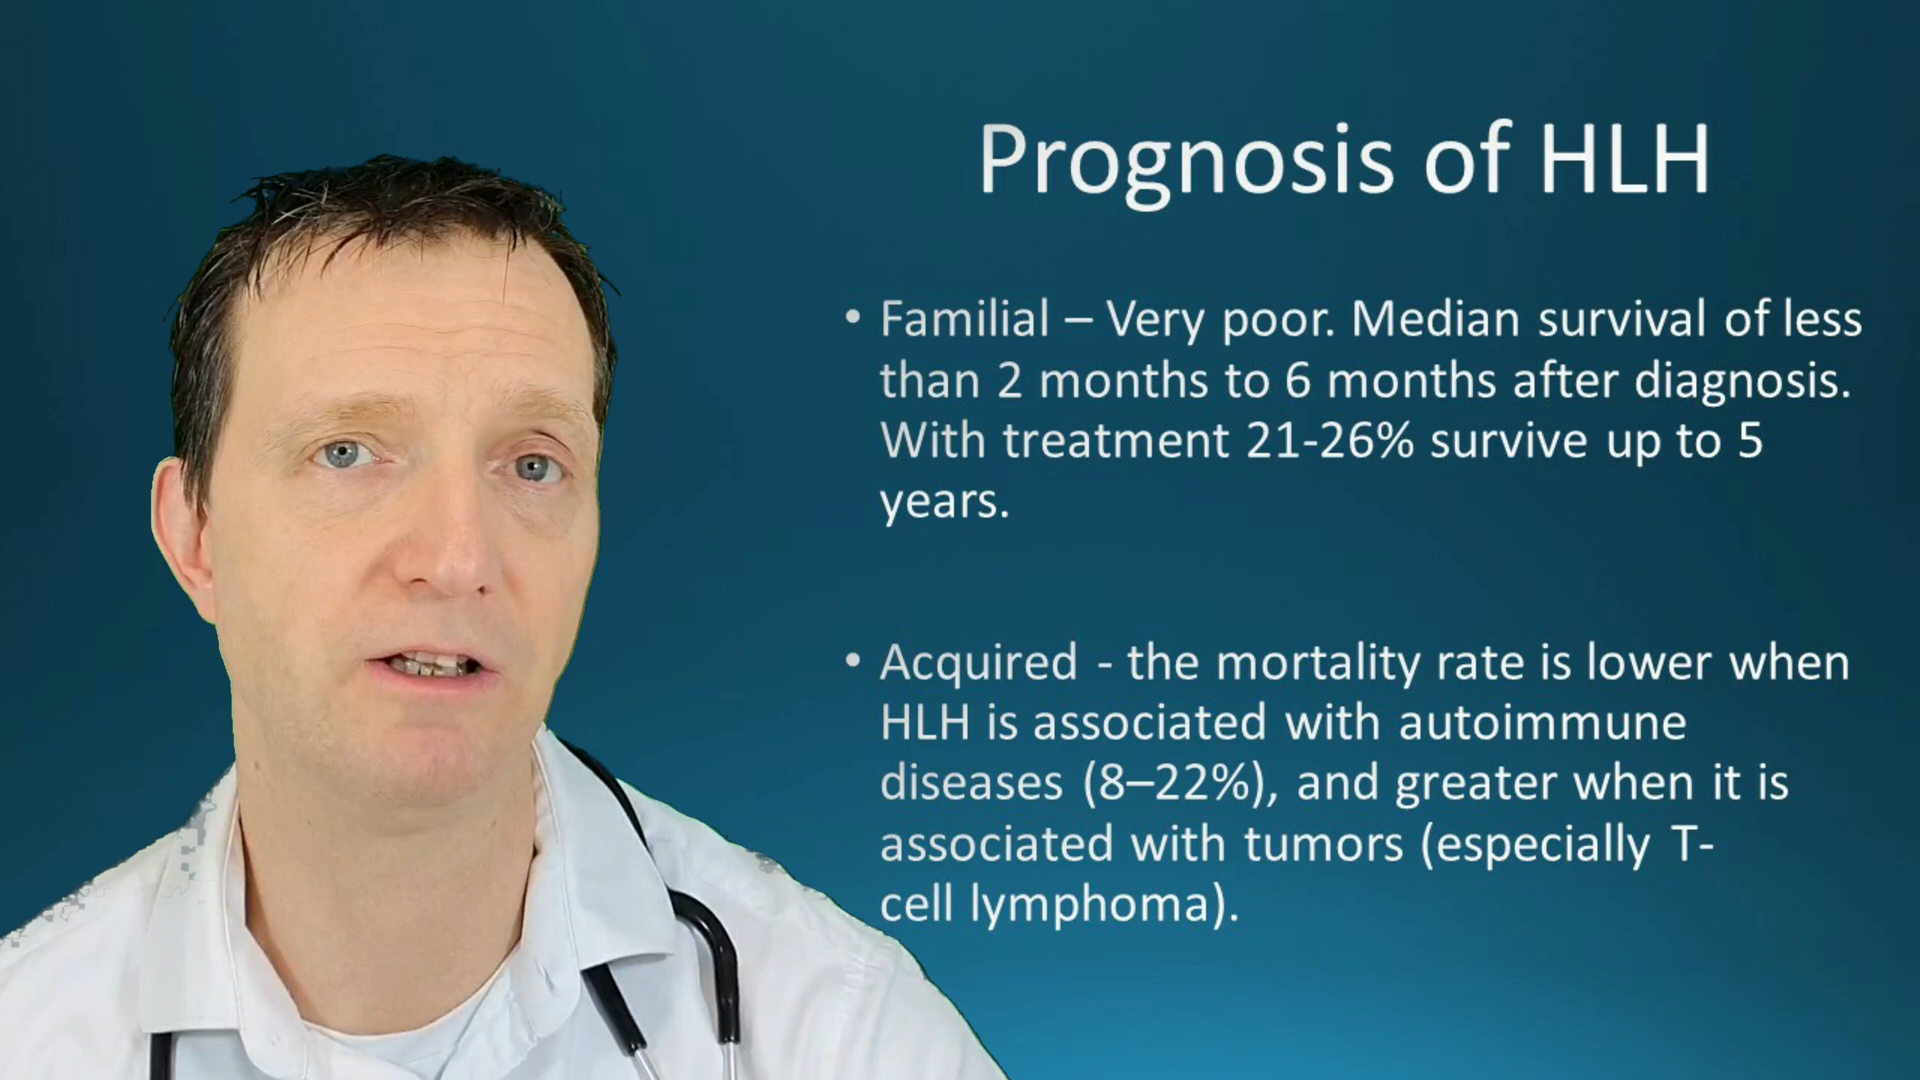 Prognosis of HLH
• Familial – Very poor. Median survival of less
than 2 months to 6 months after diagnosis.
With treatment 21-26% survive up to 5
years.
• Acquired - the mortality rate is lower when
HLH is associated with autoimmune
diseases (8–22%), and greater when it is
associated with tumors (especially T-
cell lymphoma).